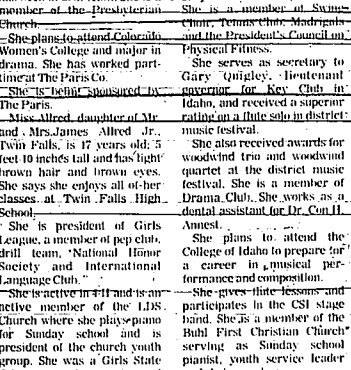 member of the Presbyterian
Church.
She plans to attend Colorado
Women's College and major in
drama. She has worked part-
time at The Paris Co.
She is being sponsored by
The Paris.
Miss Allred, daughter of Mr.
and Mrs. James Allred Jr.,
Twin Falls, is 17 years old; 5
feet 10 inches tall and has light
brown hair and brown eyes.
She says she enjoys all of her
classes at Twin Falls High
School.
She is president of Girls
League, a member of pep club,
drill team, National Honor
Society and International
Language Club.
She is active in 4-H and is an
active member of the LDS
Church where she plays piano
for Sunday school and is
president of the church youth
group. She was a Girls State
She is a member of Swing
Choir, Tennis Club, Madrigals
and the President's Council on
Physical Fitness.
She serves as secretary to
Gary Quigley, lieutenant
governor for Key Club in
Idaho, and received a superior
rating on a flute solo in district
music festival.
She also received awards for
woodwind trio and woodwind
quartet at the district music
festival. She is a member of
Drama Club. She works as a
dental assistant for Dr. Con H.
Annest.
She plans to attend the
College of Idaho to prepare for
a career in musical per-
formance and composition.
She gives flute lessons and
participates in the CSI stage
band. She is a member of the
Buhl First Christian Church
serving as Sunday school
pianist, youth service leader